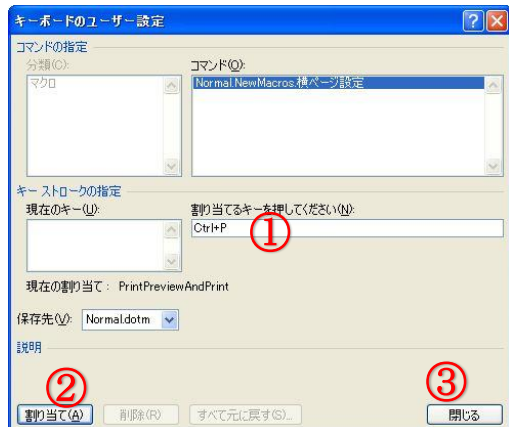 キーボードのユーザー設定
コマンドの指定
分類(C):
コマンド(O):
マクロ
Normal.NewMacros.横ページ設定
キー ストロークの指定
現在のキー(U):
割り当てるキーを押してください(N):
Ctrl+P
①
現在の割り当て : PrintPreviewAndPrint
保存先(V):
Normal.dotm
説明
②
③
割り当て(A)
削除(R)
すべて元に戻す(S)...
閉じる